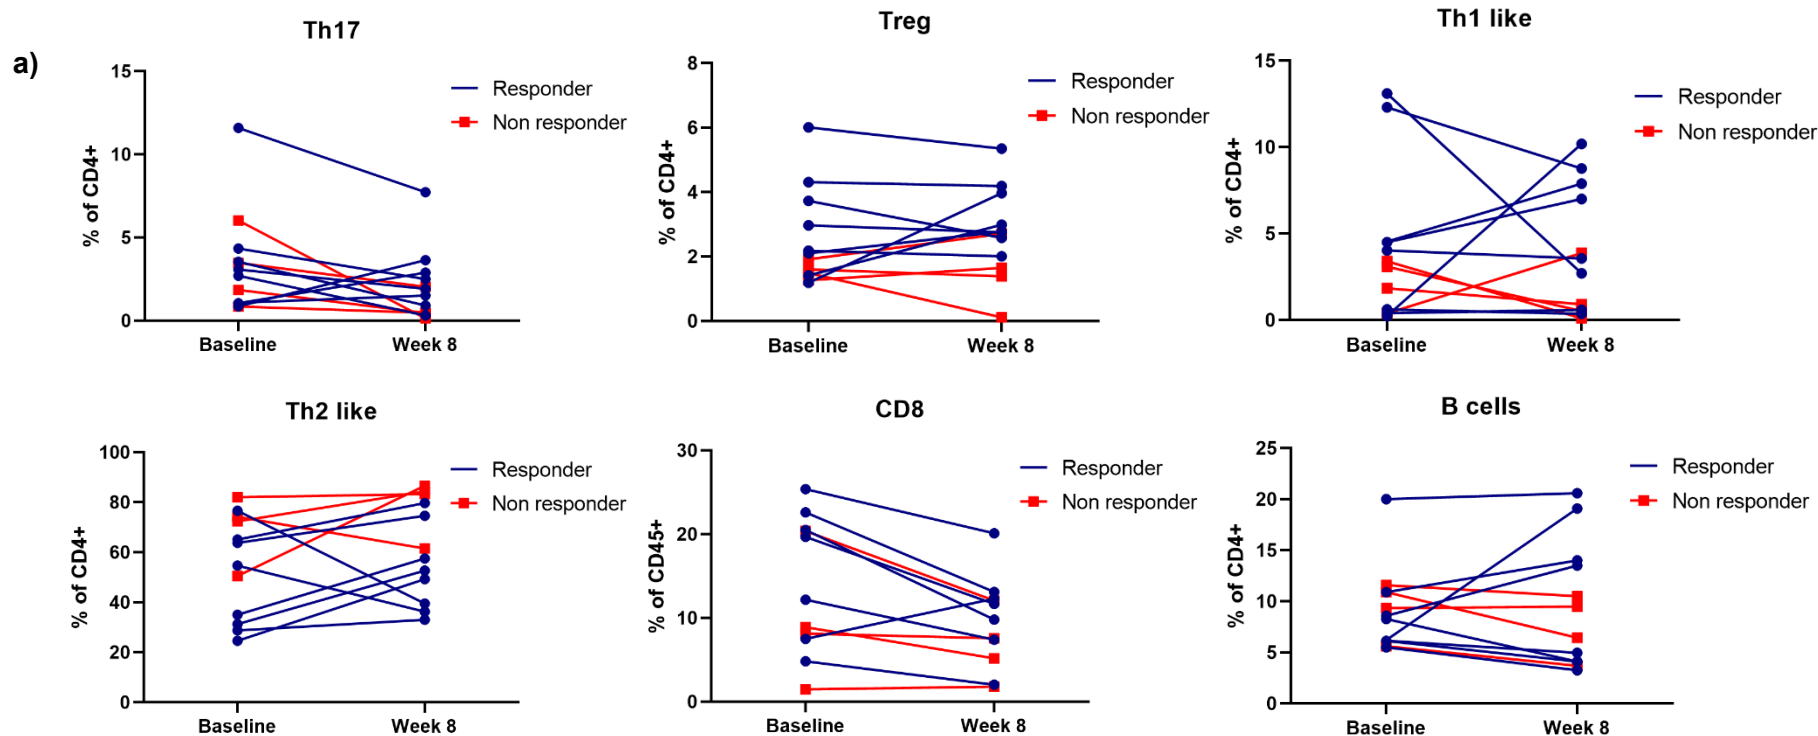 a)
Th17
15
10
5
0
% of CD4+
Baseline
Week 8
Responder
Non responder
Treg
8
6
4
2
0
% of CD4+
Baseline
Week 8
Responder
Non responder
Th1 like
15
10
5
0
% of CD4+
Baseline
Week 8
Responder
Non responder
Th2 like
100
80
60
40
20
0
% of CD4+
Baseline
Week 8
Responder
Non responder
CD8
30
20
10
0
% of CD45+
Baseline
Week 8
Responder
Non responder
B cells
25
20
15
10
5
0
% of CD4+
Baseline
Week 8
Responder
Non responder